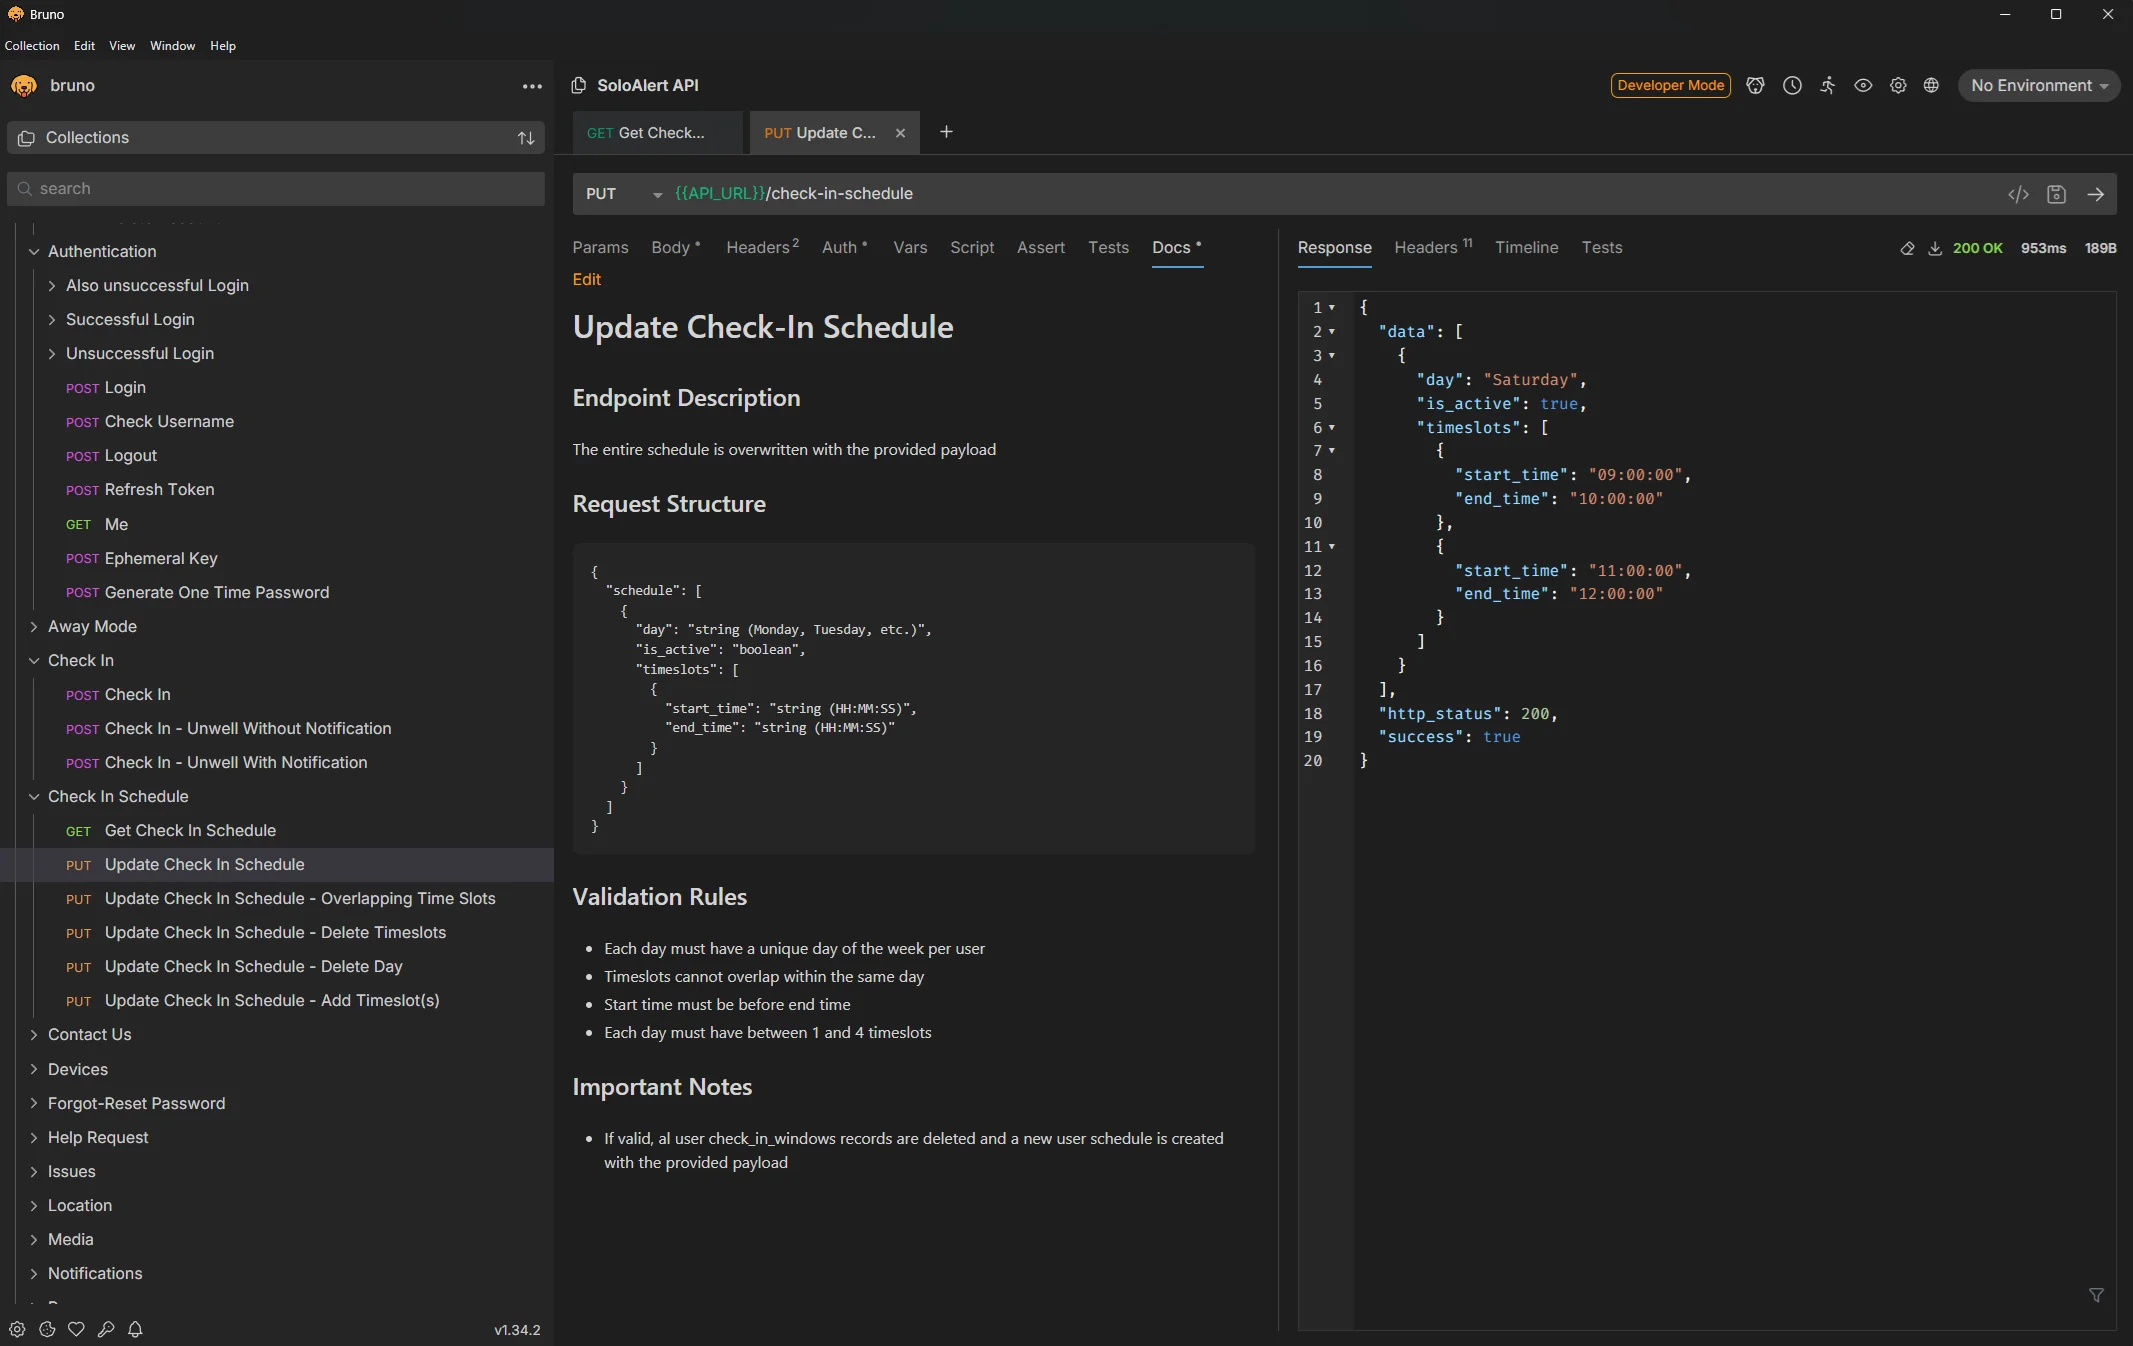 Bruno
Collection Edit View Window Help
bruno
Collections
search
Authentication
Also unsuccessful Login
Successful Login
Unsuccessful Login
POST Login
POST Check Username
POST Logout
POST Refresh Token
GET Me
POST Ephemeral Key
POST Generate One Time Password
Away Mode
Check In
POST Check In
POST Check In - Unwell Without Notification
POST Check In - Unwell With Notification
Check In Schedule
GET Get Check In Schedule
PUT Update Check In Schedule
PUT Update Check In Schedule - Overlapping Time Slots
PUT Update Check In Schedule - Delete Timeslots
PUT Update Check In Schedule - Delete Day
PUT Update Check In Schedule - Add Timeslot(s)
Contact Us
Devices
Forgot-Reset Password
Help Request
Issues
Location
Media
Notifications
v1.34.2
SoloAlert API
Developer Mode
No Environment
GET Get Check...
PUT Update C...
PUT {{API_URL}}/check-in-schedule
Params Body Headers 2 Auth Vars Script Assert Tests Docs
Edit
Update Check-In Schedule
Endpoint Description
The entire schedule is overwritten with the provided payload
Request Structure
{
"schedule": [
{
"day": "string (Monday, Tuesday, etc.)",
"is_active": "boolean",
"timeslots": [
{
"start_time": "string (HH:MM:SS)",
"end_time": "string (HH:MM:SS)"
}
]
}
]
}
Validation Rules
• Each day must have a unique day of the week per user
• Timeslots cannot overlap within the same day
• Start time must be before end time
• Each day must have between 1 and 4 timeslots
Important Notes
• If valid, al user check_in_windows records are deleted and a new user schedule is created
with the provided payload
Response Headers 11 Timeline Tests
200 OK 953ms 189B
1 {
2 "data": [
3 {
4 "day": "Saturday",
5 "is_active": true,
6 "timeslots": [
7 {
8 "start_time": "09:00:00",
9 "end_time": "10:00:00"
10 },
11 {
12 "start_time": "11:00:00",
13 "end_time": "12:00:00"
14 }
15 ]
16 }
17 ],
18 "http_status": 200,
19 "success": true
20 }